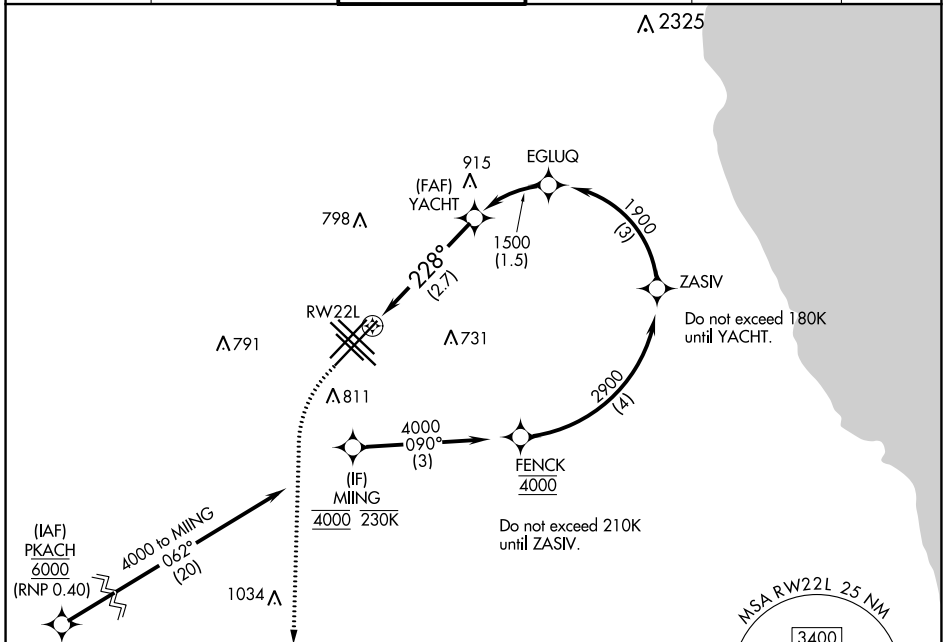 2325
915
EGLUQ
(FAF)
YACHT
798
1900
(3)
1500
(1.5)
228°
(2.7)
ZASIV
RW22L
Do not exceed 180K
until YACHT.
791
731
811
2900
(4)
4000
090°
(3)
(IF)
MIING
4000 230K
FENCK
4000
Do not exceed 210K
until ZASIV.
(IAF)
PKACH
6000
(RNP 0.40)
4000 to MIING
062°
(20)
1034
MSA RW22L 25 NM
3400